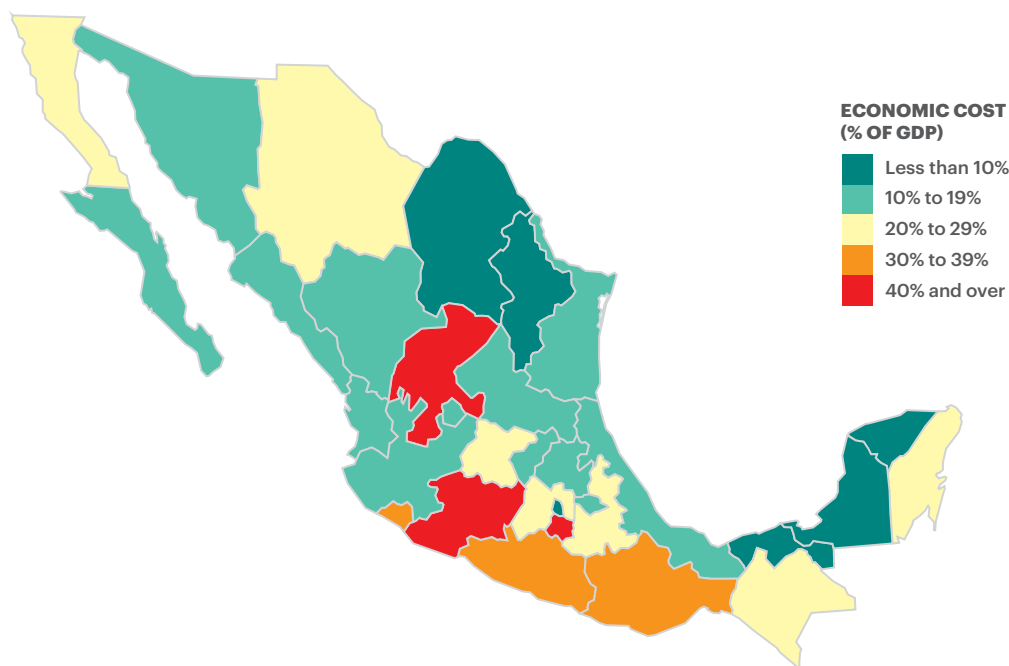 ECONOMIC COST
(% OF GDP)
Less than 10%
10% to 19%
20% to 29%
30% to 39%
40% and over